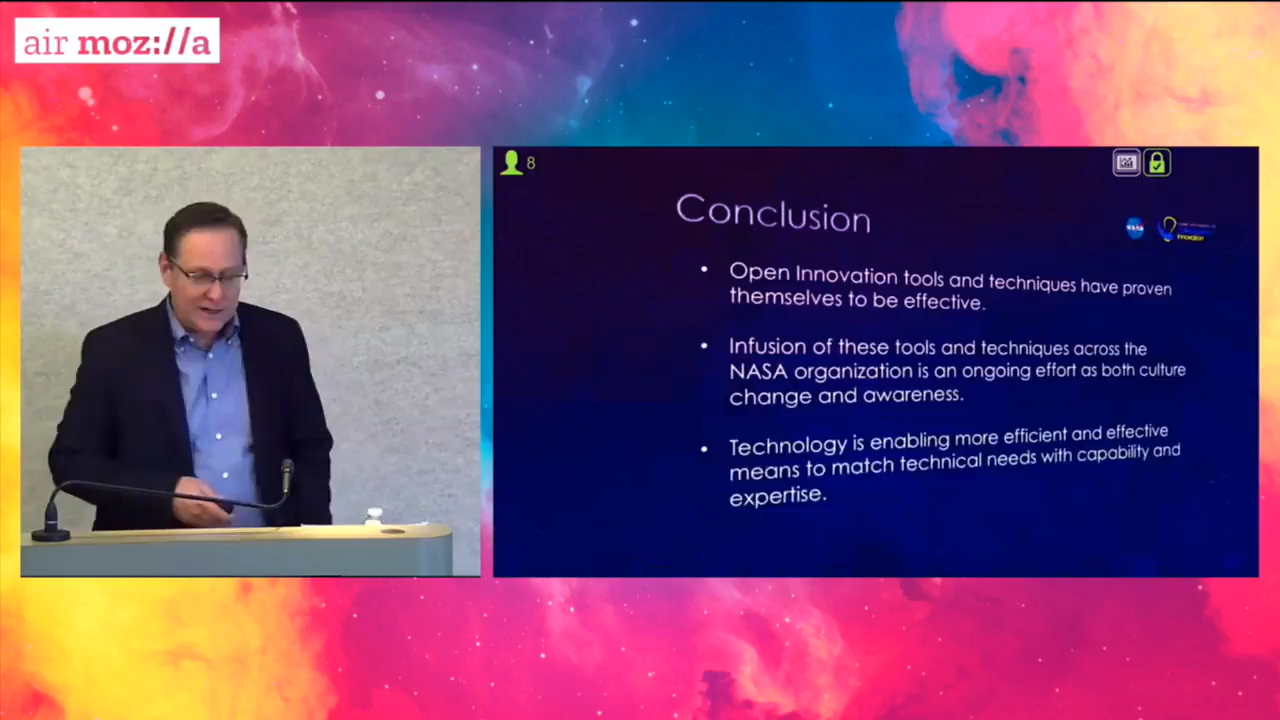 air moz://a
8
Conclusion
NASA
Innovation
• Open Innovation tools and techniques have proven
themselves to be effective.
• Infusion of these tools and techniques across the
NASA organization is an ongoing effort as both culture
change and awareness.
• Technology is enabling more efficient and effective
means to match technical needs with capability and
expertise.